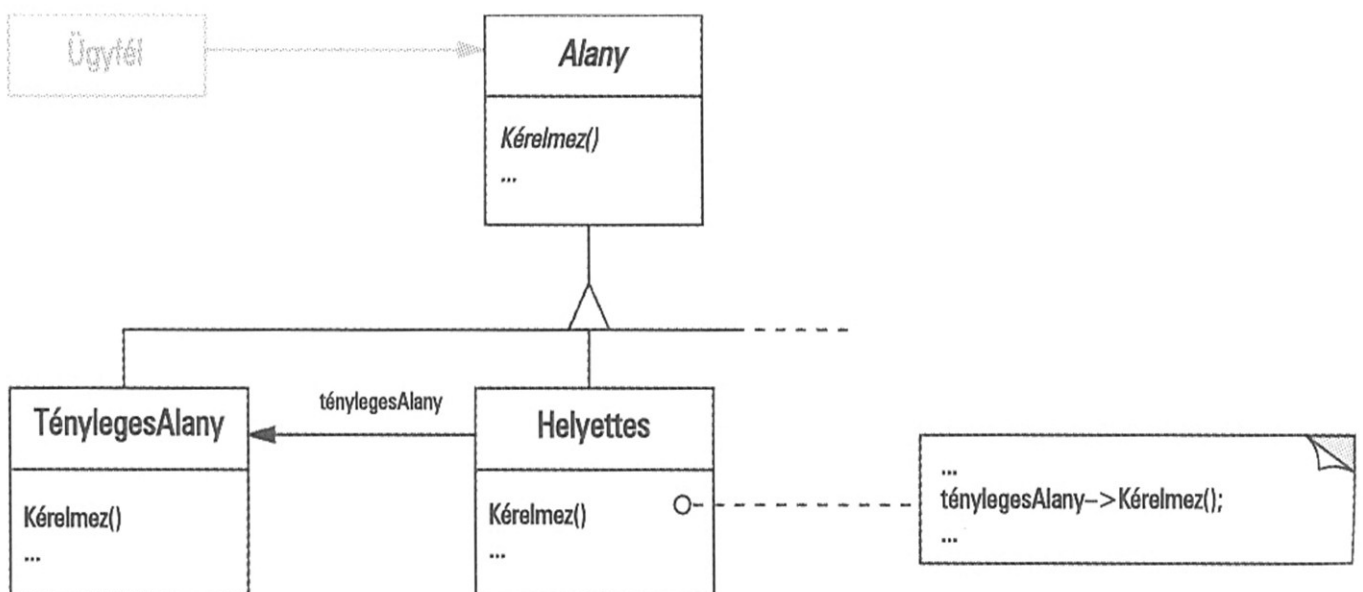 Ügyfél
Alany
Kérelmez()
...
ténylegesAlany
TénylegesAlany
Kérelmez()
...
Helyettes
Kérelmez()
...
...
ténylegesAlany–>Kérelmez();
...